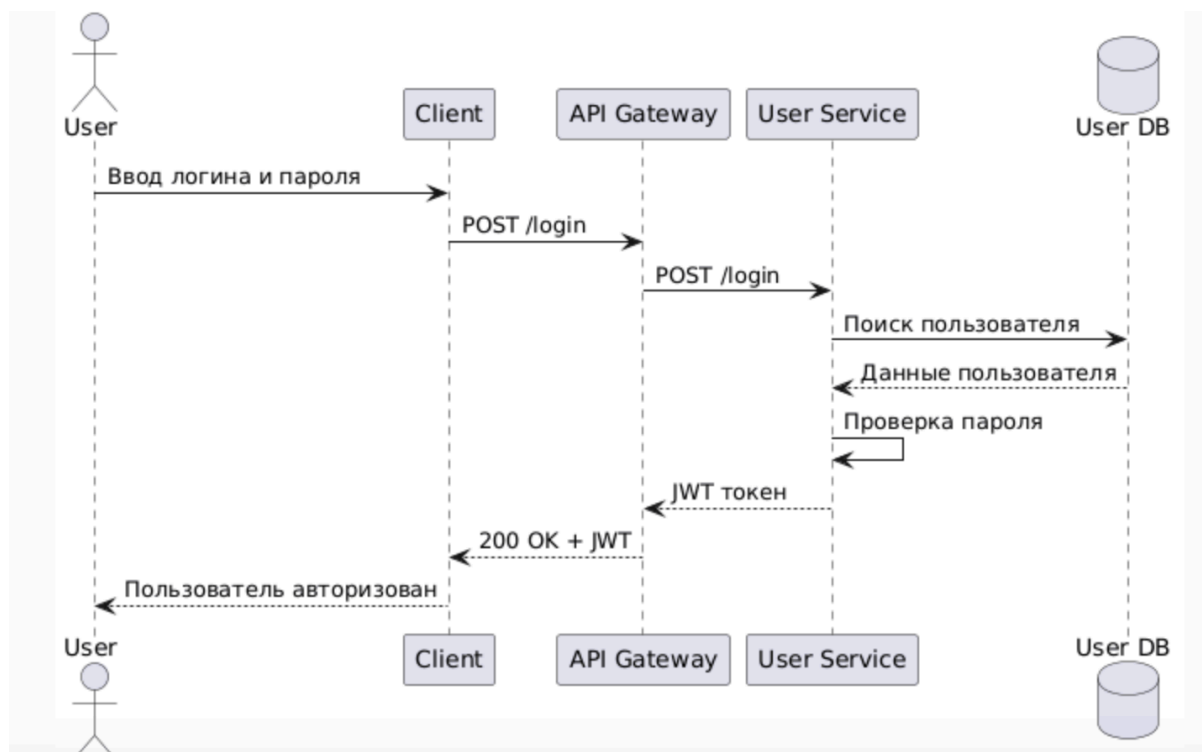 User
Client
API Gateway
User Service
User DB
Ввод логина и пароля
POST /login
POST /login
Поиск пользователя
Данные пользователя
Проверка пароля
JWT токен
200 OK + JWT
Пользователь авторизован
User
Client
API Gateway
User Service
User DB